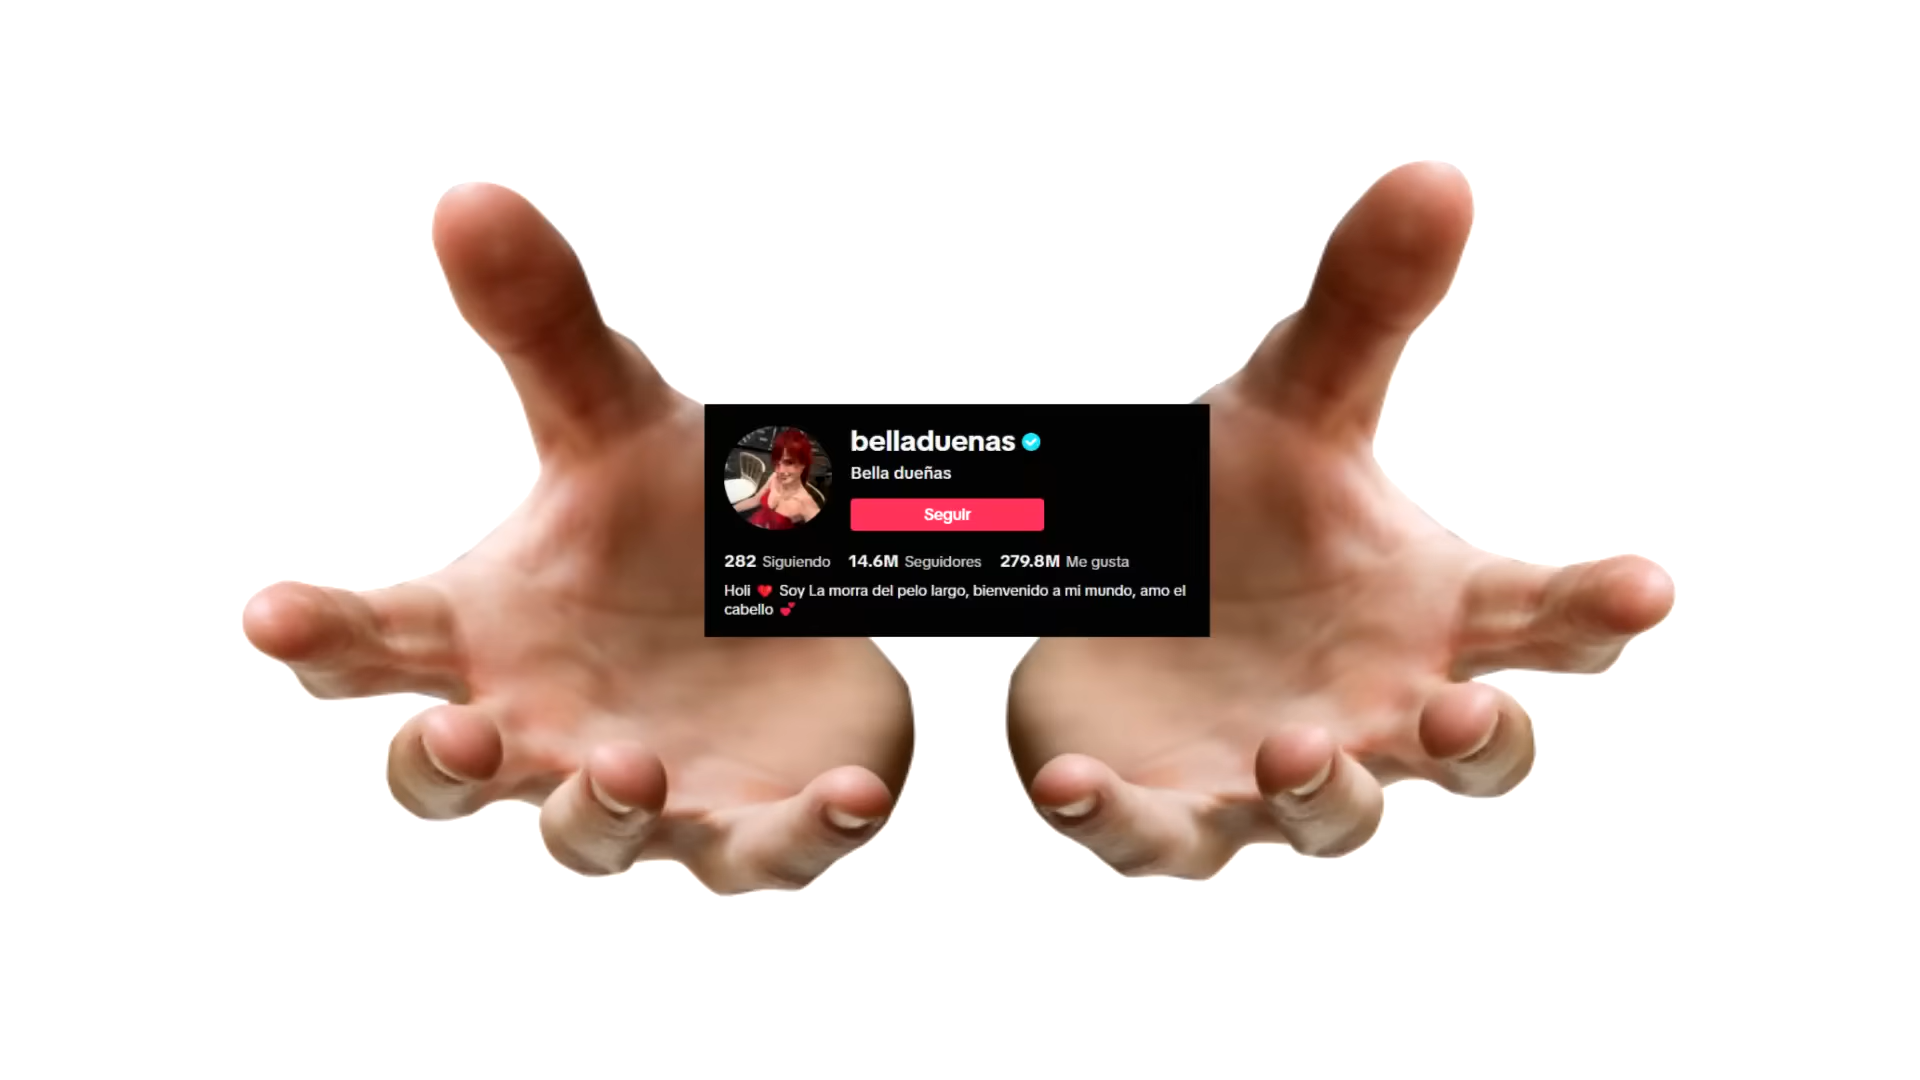 belladuenas
Bella dueñas
Seguir
282 Siguiendo 14.6M Seguidores 279.8M Me gusta
Holi ❤️ Soy La morra del pelo largo, bienvenido a mi mundo, amo el
cabello 💕